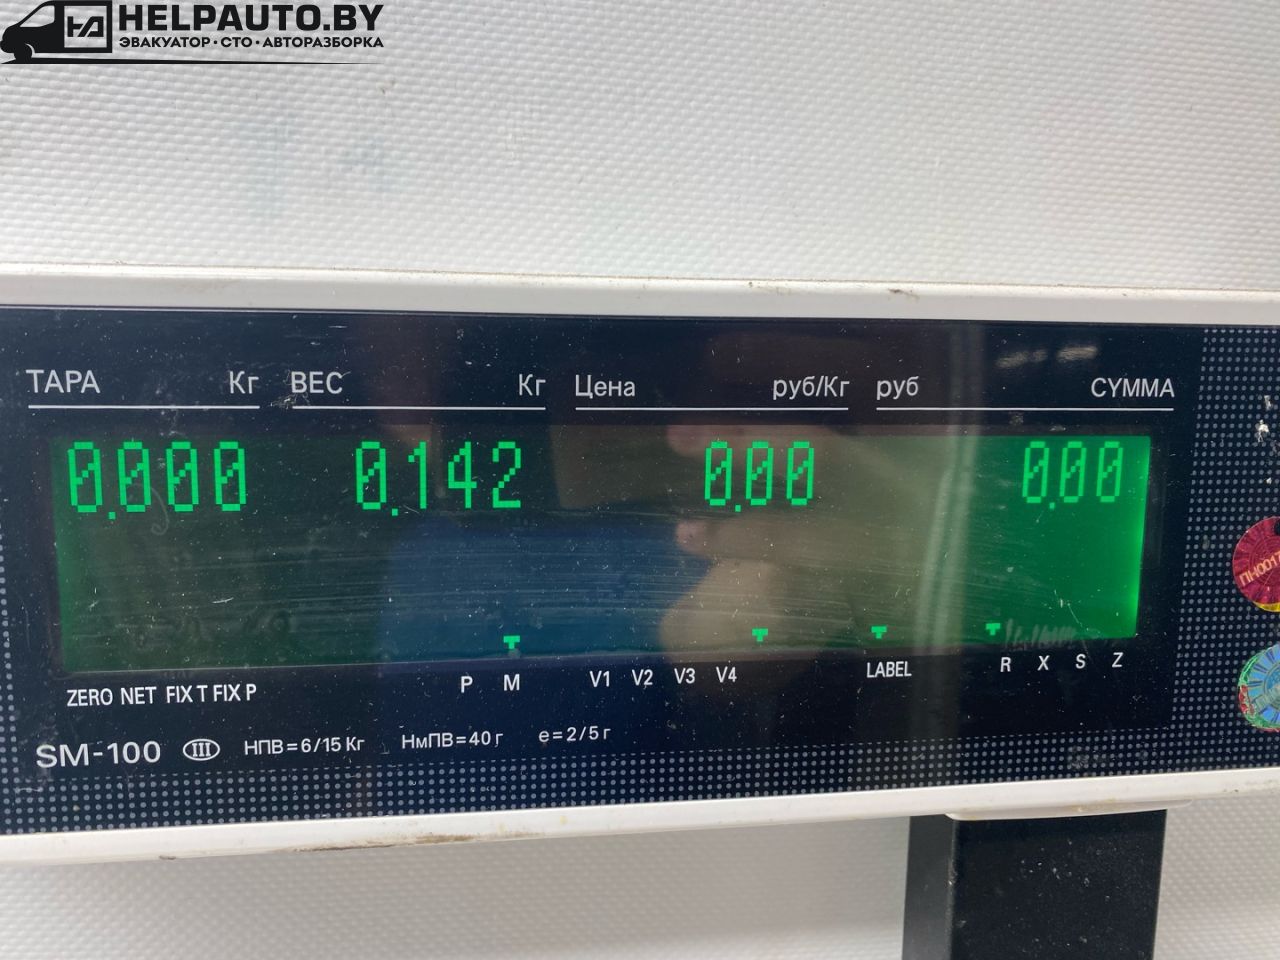 HELPAUTO.BY
ЭВАКУАТОР·СТО·АВТОРАЗБОРКА
ТАРА Кг ВЕС Кг Цена руб/Кг руб СУММА
0.000 0.142 0.00 0.00
ZERO NET FIX T FIX P P M V1 V2 V3 V4 LABEL R X S Z
SM-100 III НПВ=6/15 Кг НмПВ=40 г e=2/5 г